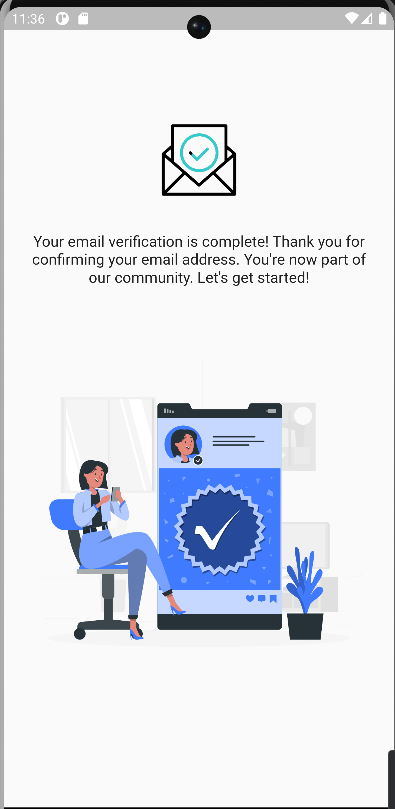 11:36
Your email verification is complete! Thank you for
confirming your email address. You're now part of
our community. Let's get started!